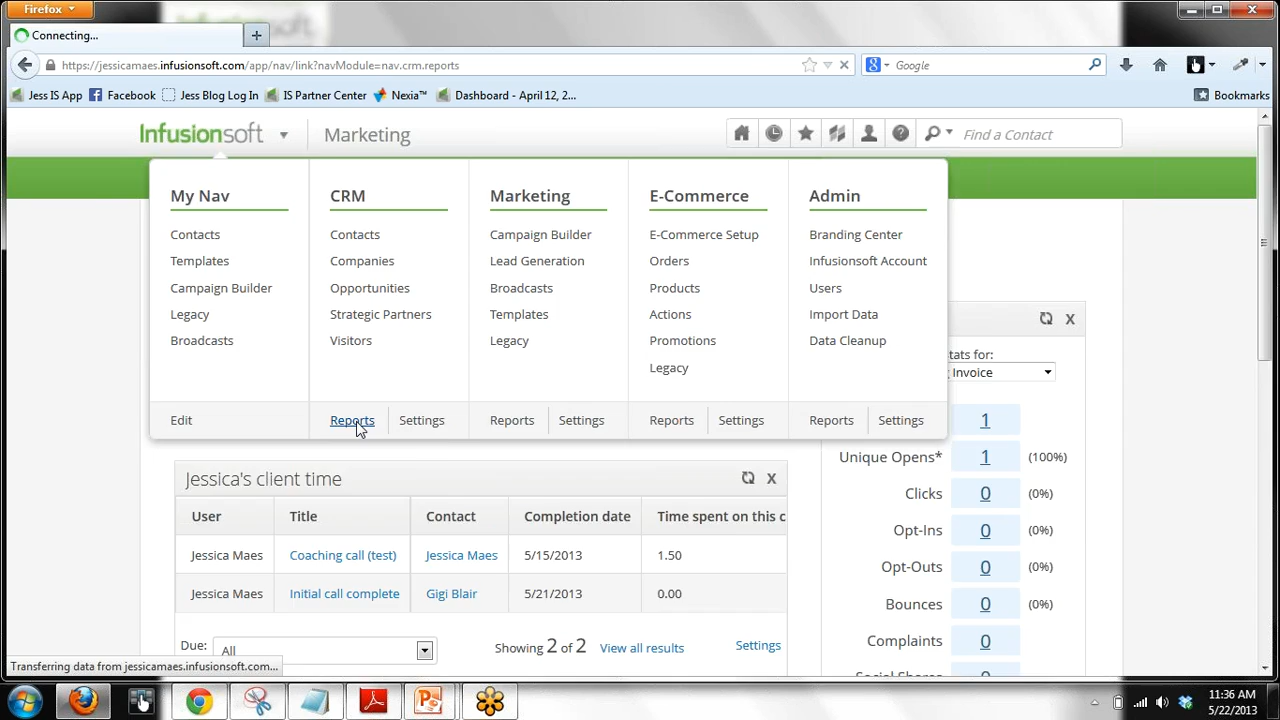 Firefox
Connecting...
https://jessicamaes.infusionsoft.com/app/nav/link?navModule=nav.crm.reports
Google
Jess IS App
Facebook
Jess Blog Log In
IS Partner Center
Nexia™
Dashboard - April 12, 2...
Bookmarks
Infusionsoft
Marketing
Find a Contact
My Nav
Contacts
Templates
Campaign Builder
Legacy
Broadcasts
Edit
CRM
Contacts
Companies
Opportunities
Strategic Partners
Visitors
Reports
Settings
Marketing
Campaign Builder
Lead Generation
Broadcasts
Templates
Legacy
Reports
Settings
E-Commerce
E-Commerce Setup
Orders
Products
Actions
Promotions
Legacy
Reports
Settings
Admin
Branding Center
Infusionsoft Account
Users
Import Data
Data Cleanup
Reports
Settings
X
tats for:
Invoice
1
Unique Opens* 1 (100%)
Clicks 0 (0%)
Opt-Ins 0 (0%)
Opt-Outs 0 (0%)
Bounces 0 (0%)
Complaints 0 (0%)
Social Shares
Jessica's client time X
User Title Contact Completion date Time spent on this c
Jessica Maes Coaching call (test) Jessica Maes 5/15/2013 1.50
Jessica Maes Initial call complete Gigi Blair 5/21/2013 0.00
Due: All Showing 2 of 2 View all results Settings
Transferring data from jessicamaes.infusionsoft.com...
11:36 AM
5/22/2013